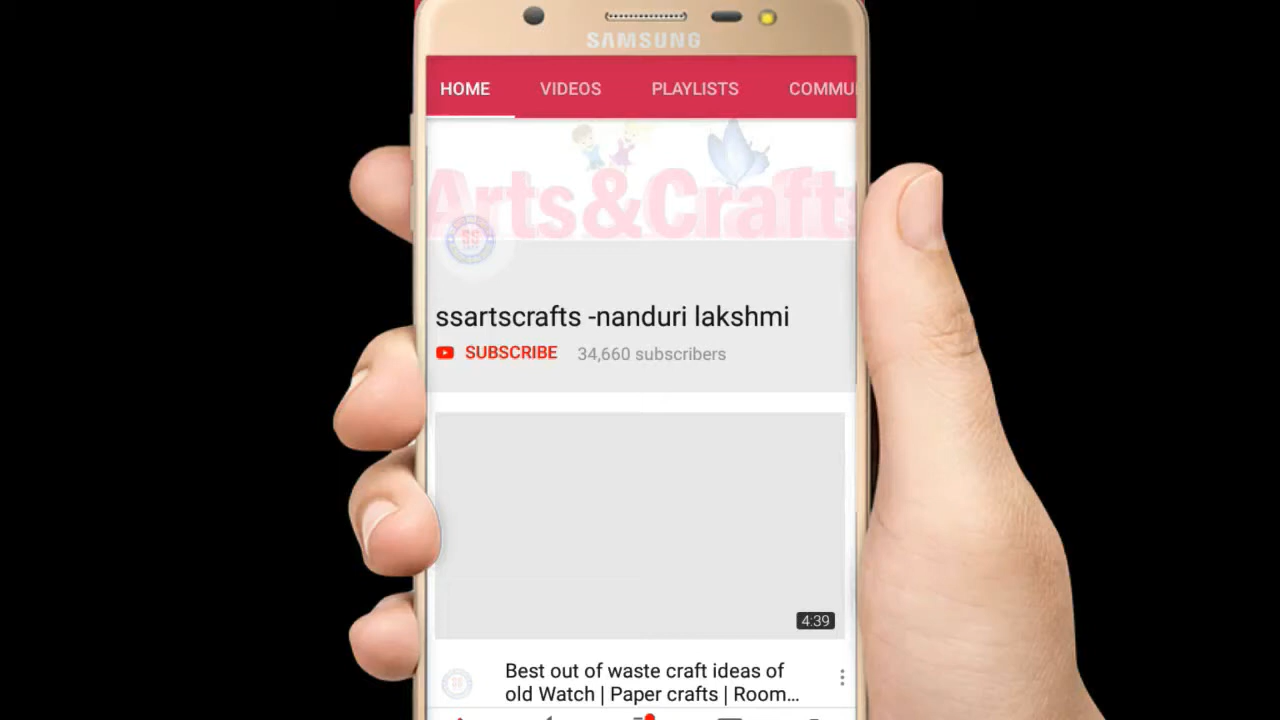 SAMSUNG
HOME VIDEOS PLAYLISTS COMMU
Arts&Crafts
SS
ssartscrafts -nanduri lakshmi
SUBSCRIBE 34,660 subscribers
4:39
Best out of waste craft ideas of
old Watch | Paper crafts | Room...